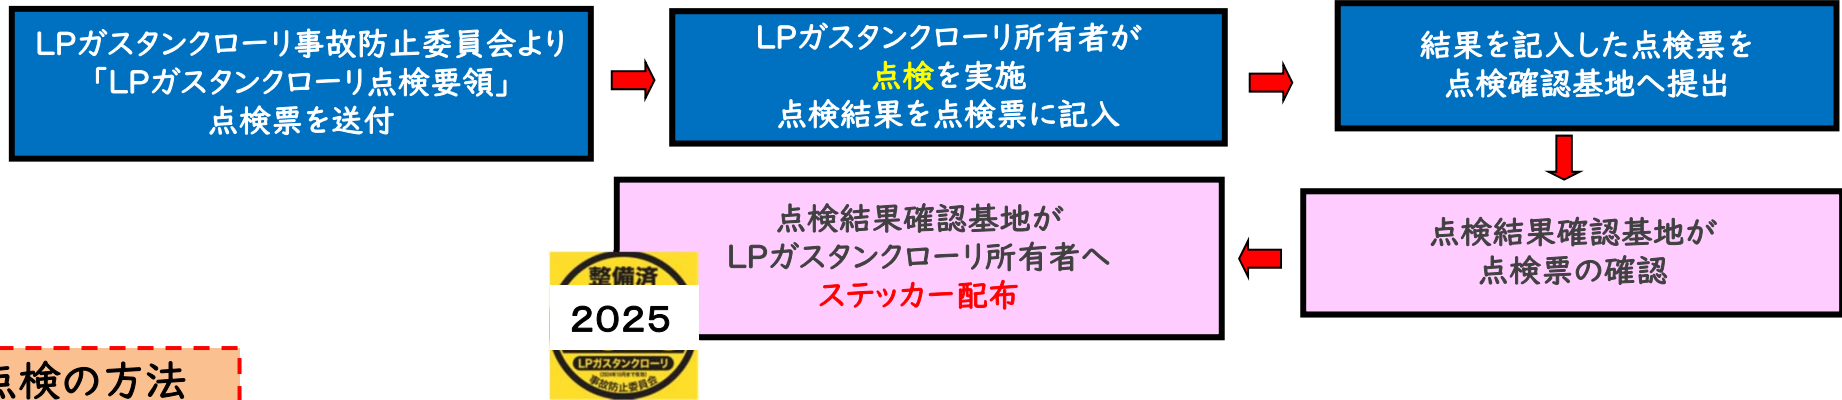 LPガスタンクローリ事故防止委員会より
「LPガスタンクローリ点検要領」
点検票を送付
LPガスタンクローリ所有者が
点検を実施
点検結果を点検票に記入
結果を記入した点検票を
点検確認基地へ提出
点検結果確認基地が
点検票の確認
点検結果確認基地が
LPガスタンクローリ所有者へ
ステッカー配布
整備済
2025
LPガスタンクローリ
事故防止委員会
点検の方法